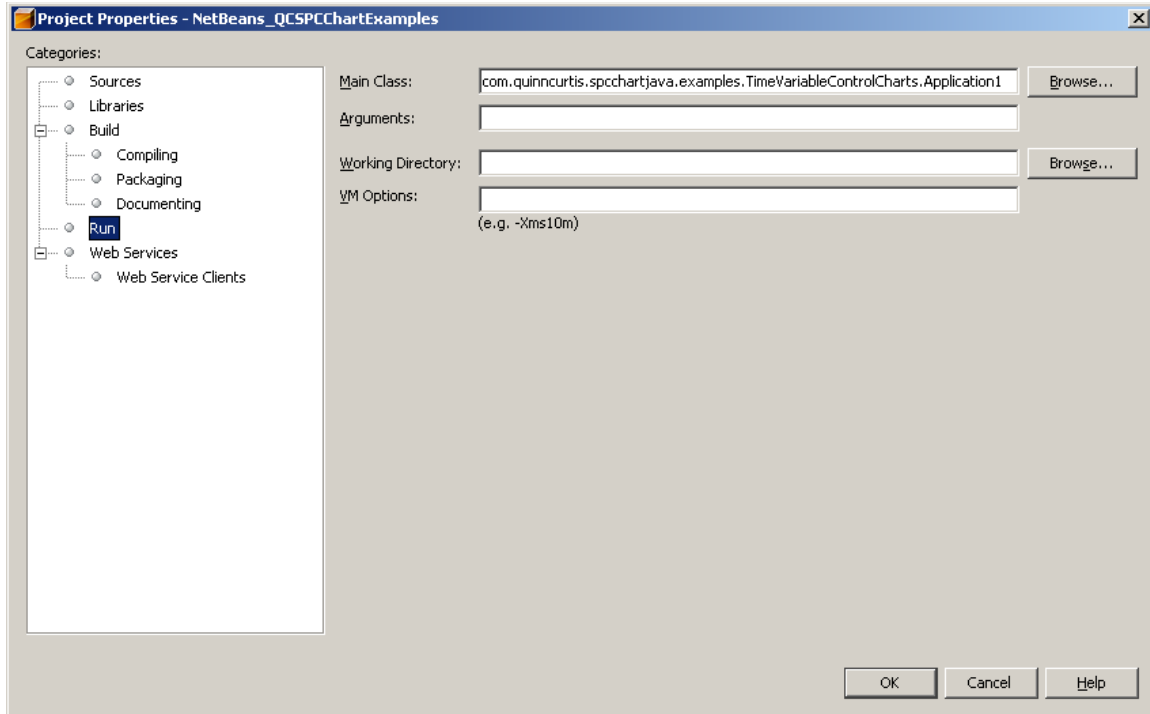 Project Properties - NetBeans_QCSPCChartExamples
Categories:
Sources
Libraries
Build
Compiling
Packaging
Documenting
Run
Web Services
Web Service Clients
Main Class: com.quinncurtis.spcchartjava.examples.TimeVariableControlCharts.Application1 Browse...
Arguments:
Working Directory: Browse...
VM Options:
(e.g. -Xms10m)
OK Cancel Help